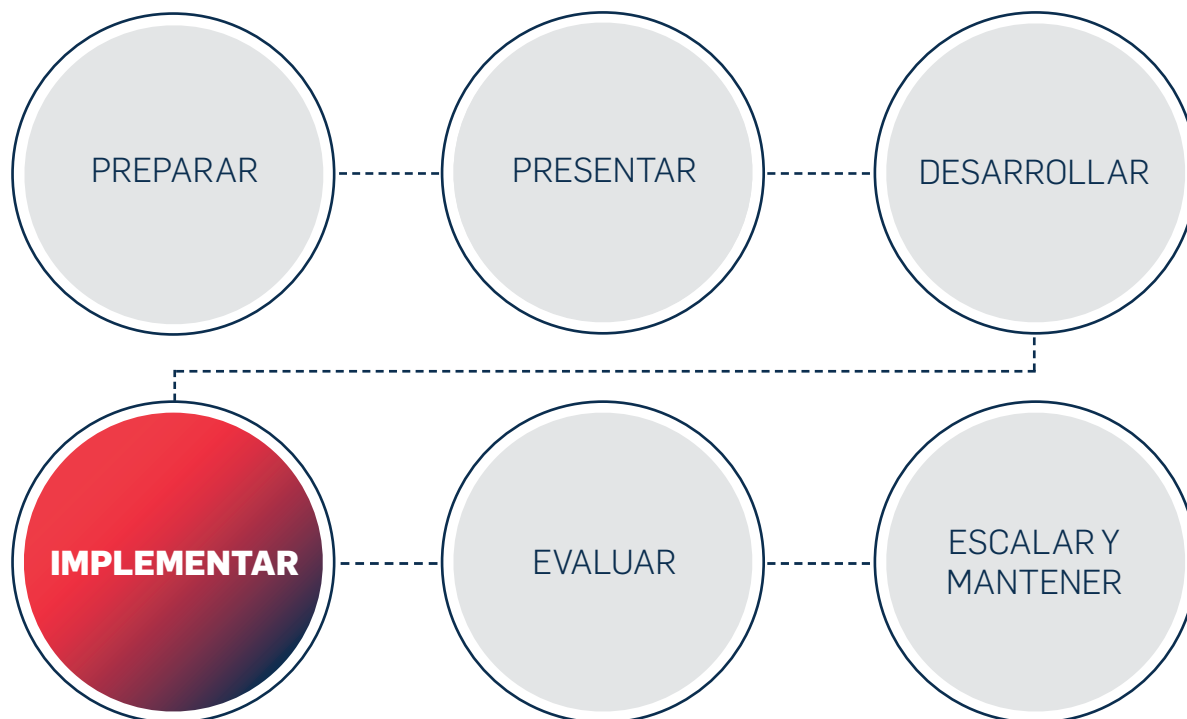 PREPARAR
PRESENTAR
DESARROLLAR
IMPLEMENTAR
EVALUAR
ESCALAR Y
MANTENER